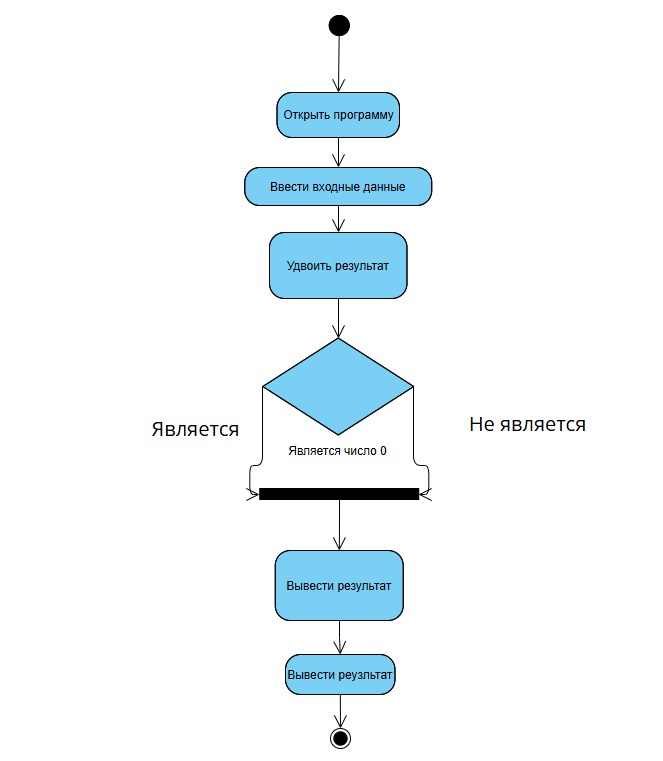 Открыть программу
Ввести входные данные
Удвоить результат
Является
Не является
Является число 0
Вывести результат
Вывести реузльтат